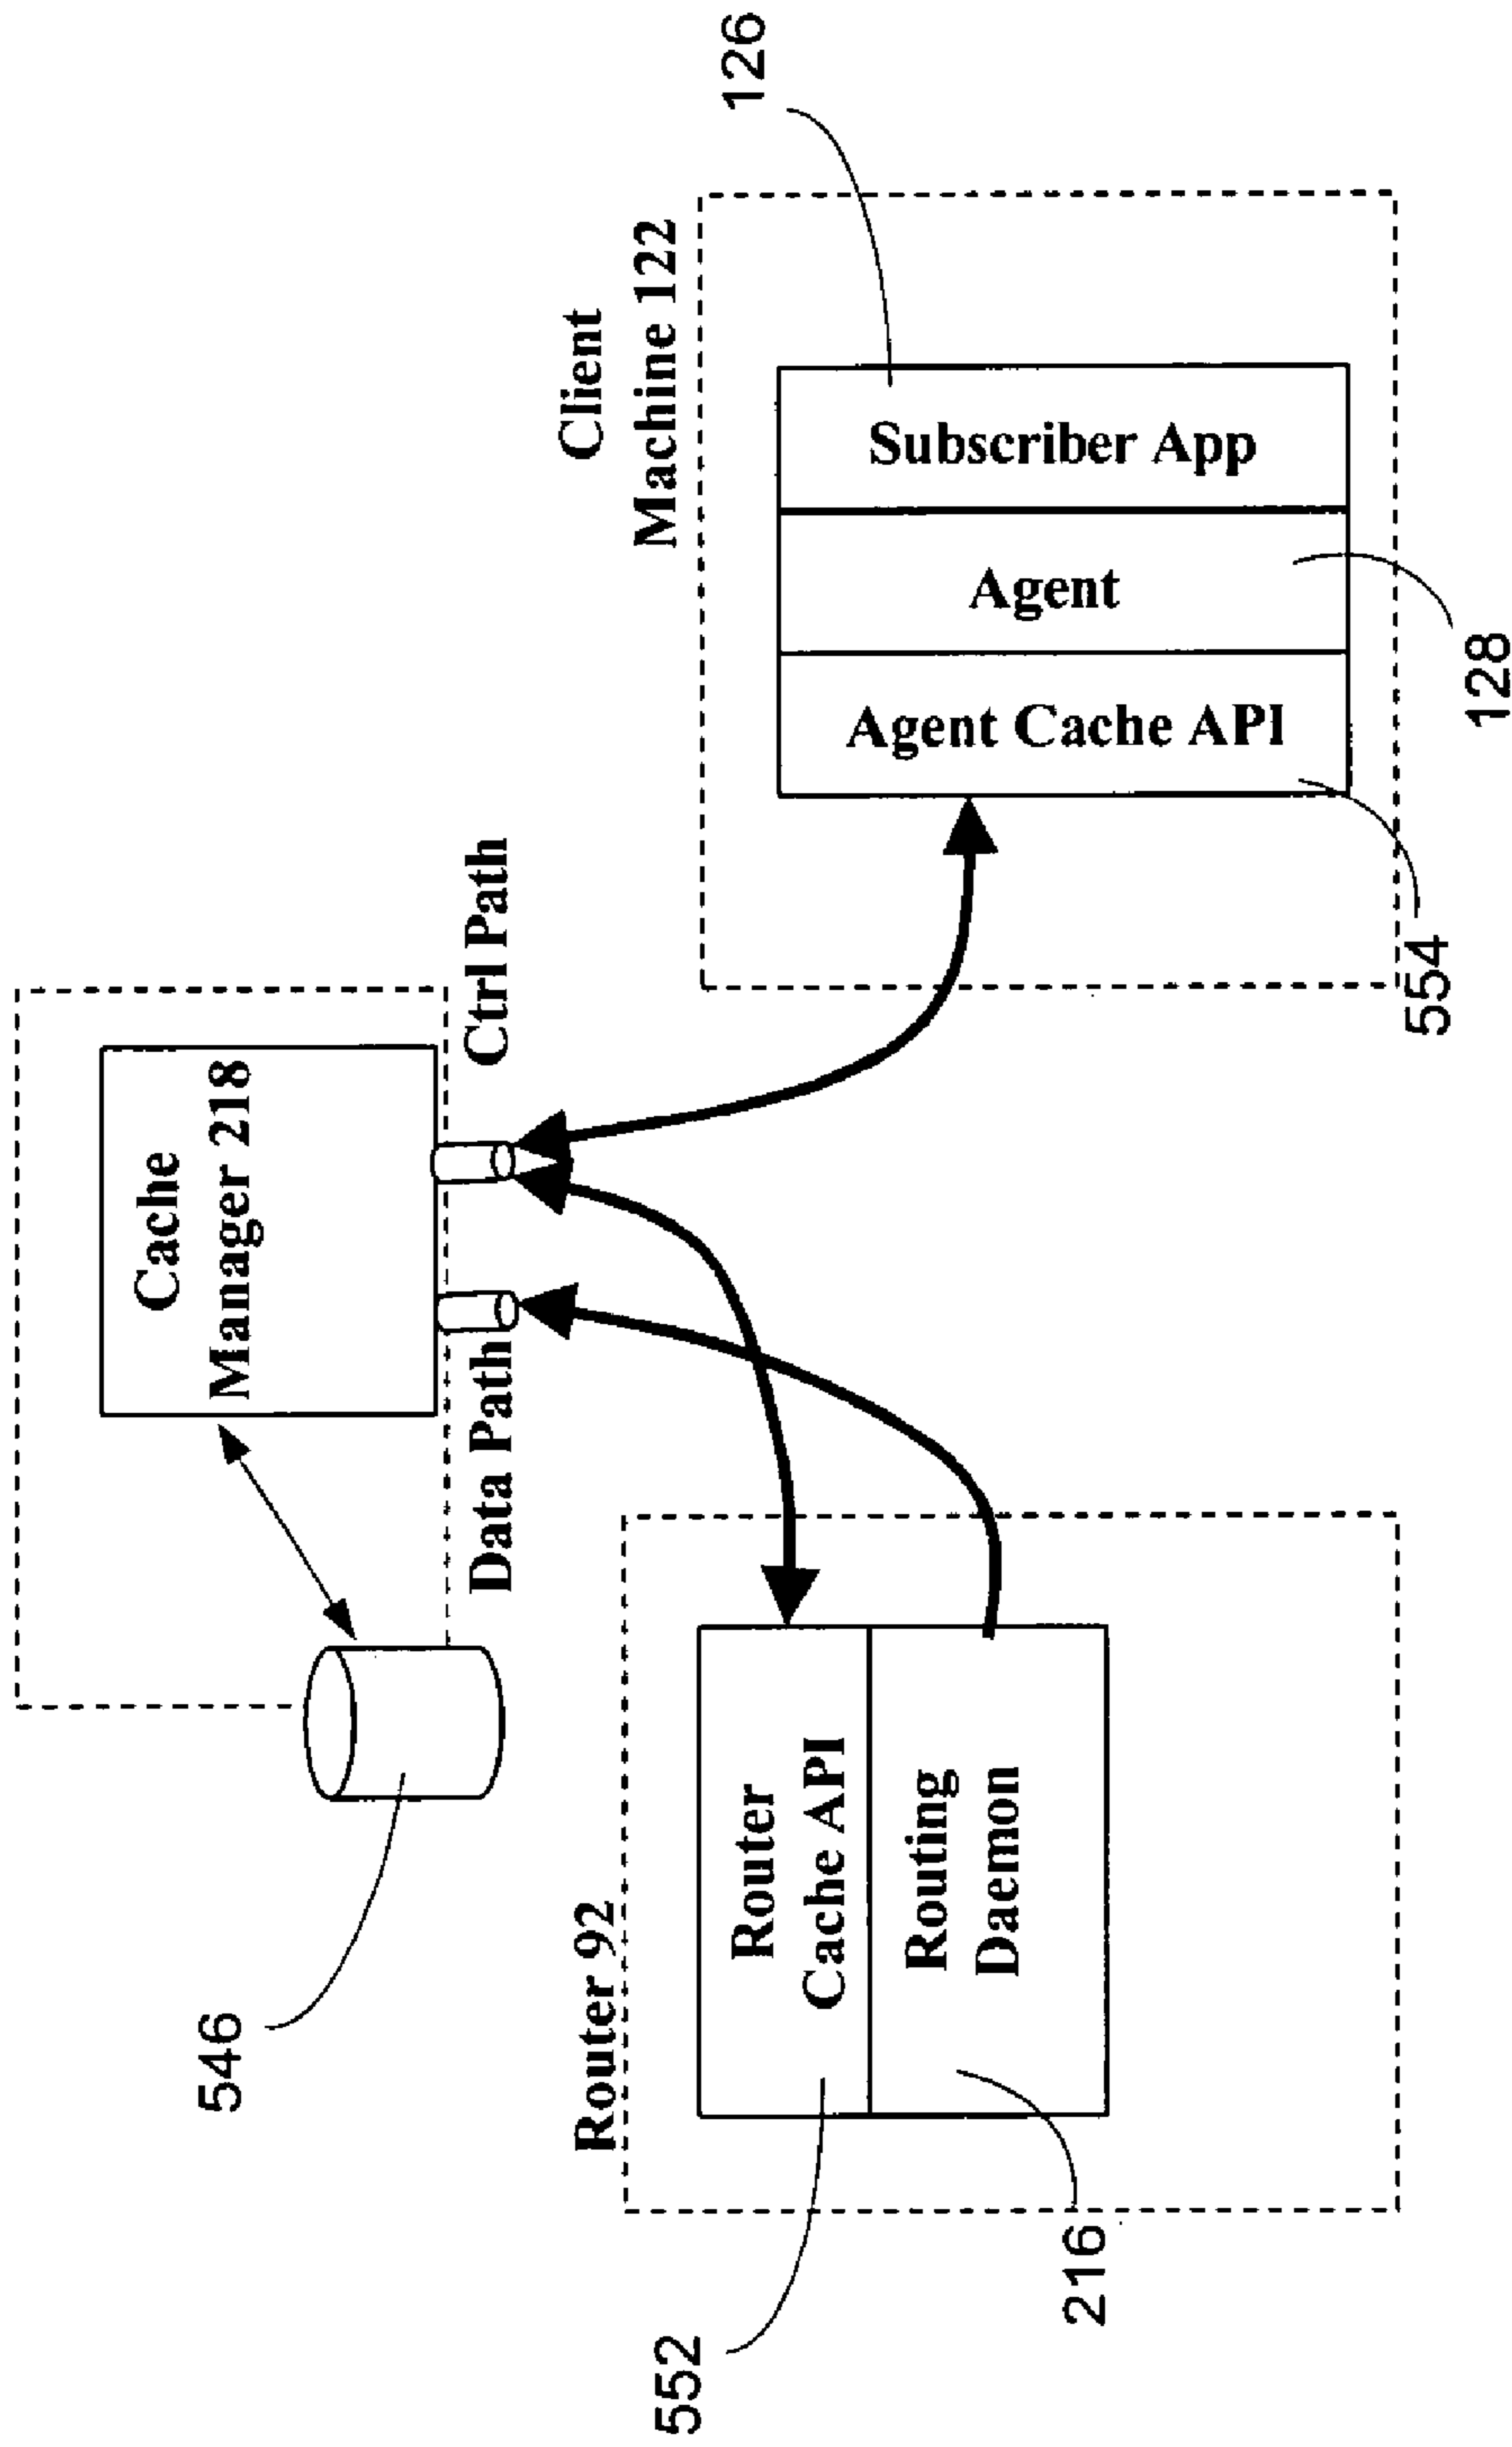 546
Cache
Manager 218
Data Path
Ctrl Path
Router 92
Router
Cache API
Routing
Daemon
552
216
Client
Machine 122
126
Subscriber App
Agent
Agent Cache API
128
554